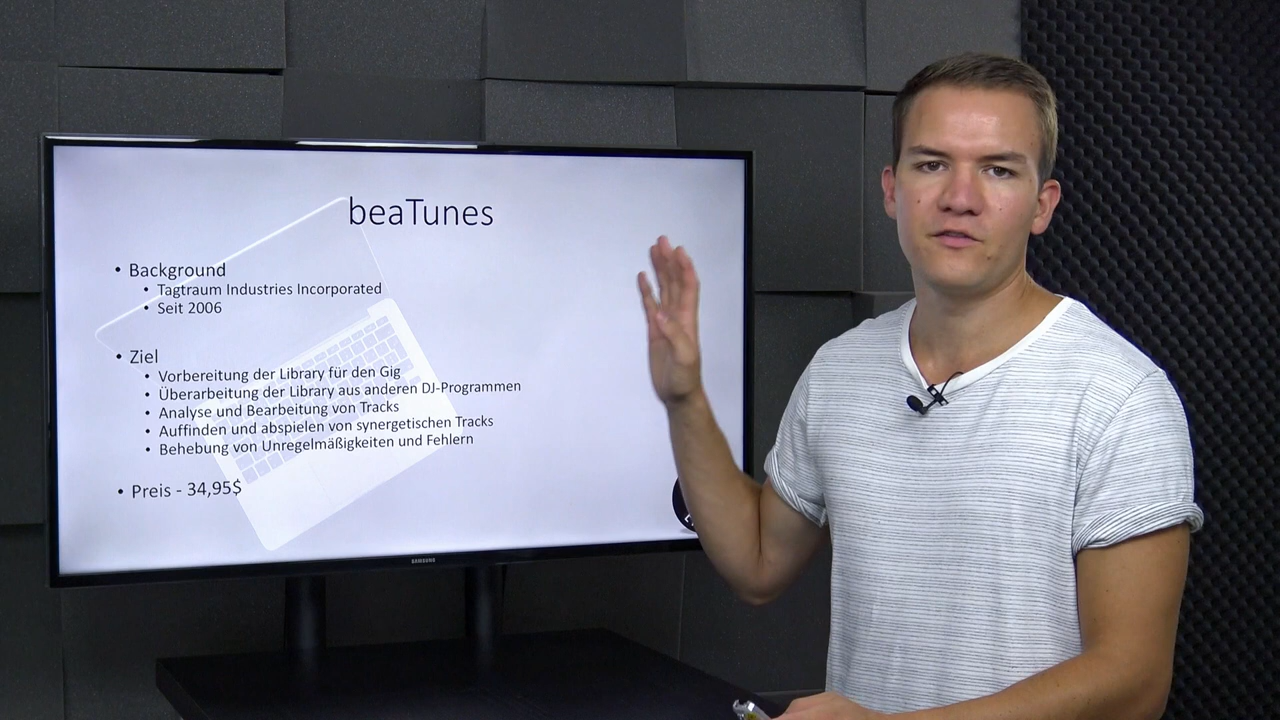 beaTunes
• Background
• Tagtraum Industries Incorporated
• Seit 2006
• Ziel
• Vorbereitung der Library für den Gig
• Überarbeitung der Library aus anderen DJ-Programmen
• Analyse und Bearbeitung von Tracks
• Auffinden und abspielen von synergetischen Tracks
• Behebung von Unregelmäßigkeiten und Fehlern
• Preis - 34,95$
SAMSUNG